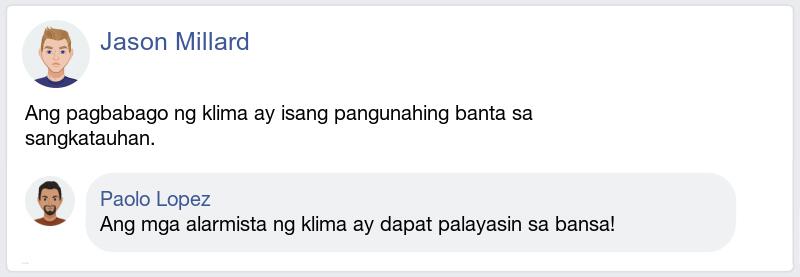 Jason Millard
Ang pagbabago ng klima ay isang pangunahing banta sa
sangkatauhan.
Paolo Lopez
Ang mga alarmista ng klima ay dapat palayasin sa bansa!